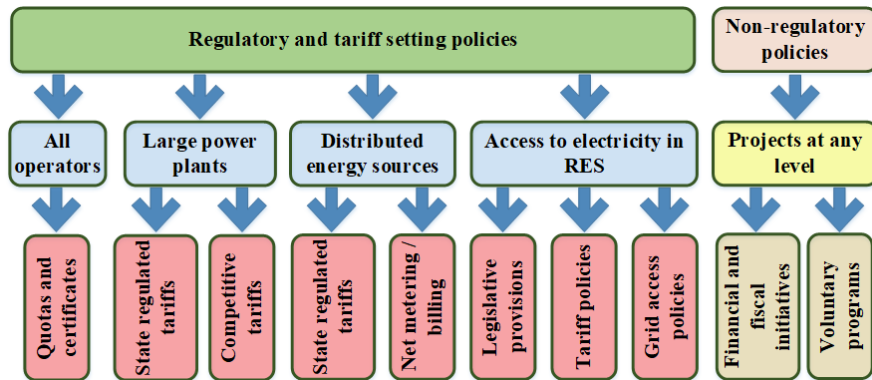 Regulatory and tariff setting policies
Non-regulatory
policies
All
operators
Large power
plants
Distributed
energy sources
Access to electricity in
RES
Projects at any
level
Quotas and
certificates
State regulated
tariffs
Competitive
tariffs
State regulated
tariffs
Net metering /
billing
Legislative
provisions
Tariff policies
Grid access
policies
Financial and
fiscal
initiatives
Voluntary
programs